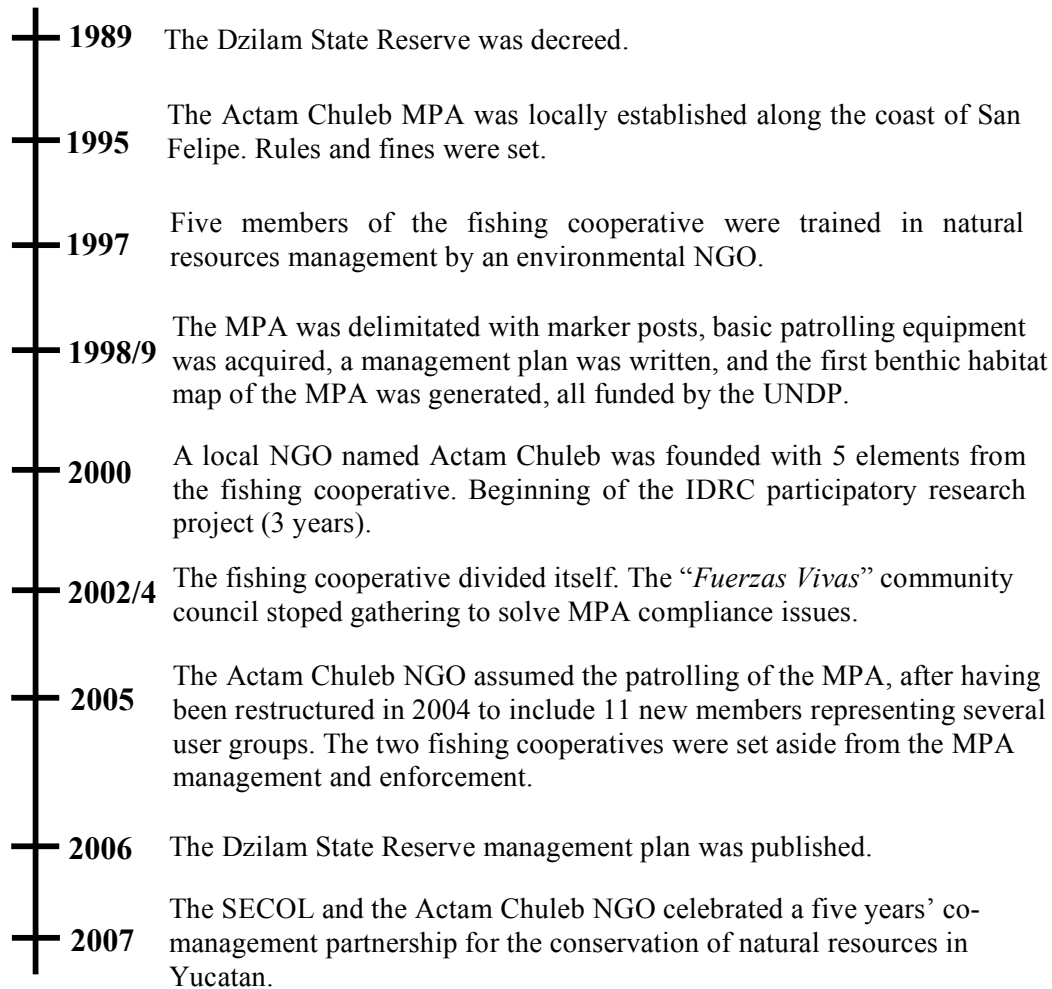 1989 The Dzilam State Reserve was decreed.
The Actam Chuleb MPA was locally established along the coast of San
1995 Felipe. Rules and fines were set.
Five members of the fishing cooperative were trained in natural
1997 resources management by an environmental NGO.
The MPA was delimitated with marker posts, basic patrolling equipment
1998/9 was acquired, a management plan was written, and the first benthic habitat
map of the MPA was generated, all funded by the UNDP.
A local NGO named Actam Chuleb was founded with 5 elements from
2000 the fishing cooperative. Beginning of the IDRC participatory research
project (3 years).
2002/4 The fishing cooperative divided itself. The “Fuerzas Vivas” community
council stoped gathering to solve MPA compliance issues.
The Actam Chuleb NGO assumed the patrolling of the MPA, after having
2005 been restructured in 2004 to include 11 new members representing several
user groups. The two fishing cooperatives were set aside from the MPA
management and enforcement.
2006 The Dzilam State Reserve management plan was published.
The SECOL and the Actam Chuleb NGO celebrated a five years’ co-
2007 management partnership for the conservation of natural resources in
Yucatan.